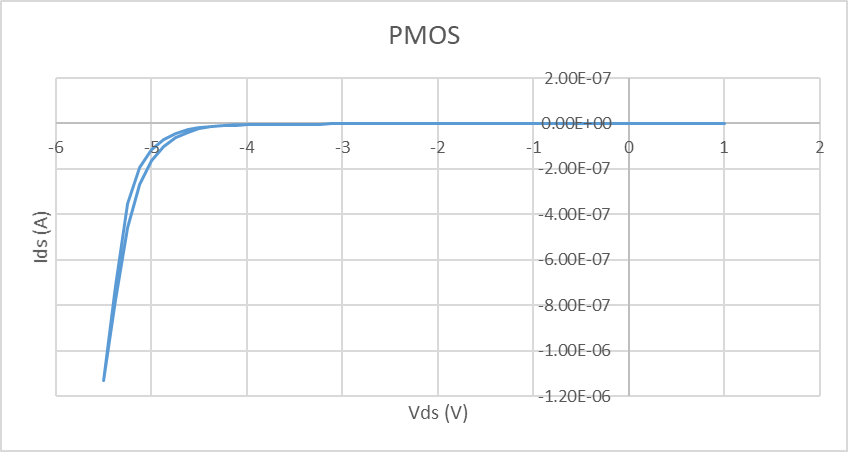 PMOS
2.00E-07
0.00E+00
-6 -5 -4 -3 -2 -1 0 1 2
-2.00E-07
-4.00E-07
Ids (A)
-6.00E-07
-8.00E-07
-1.00E-06
-1.20E-06
Vds (V)